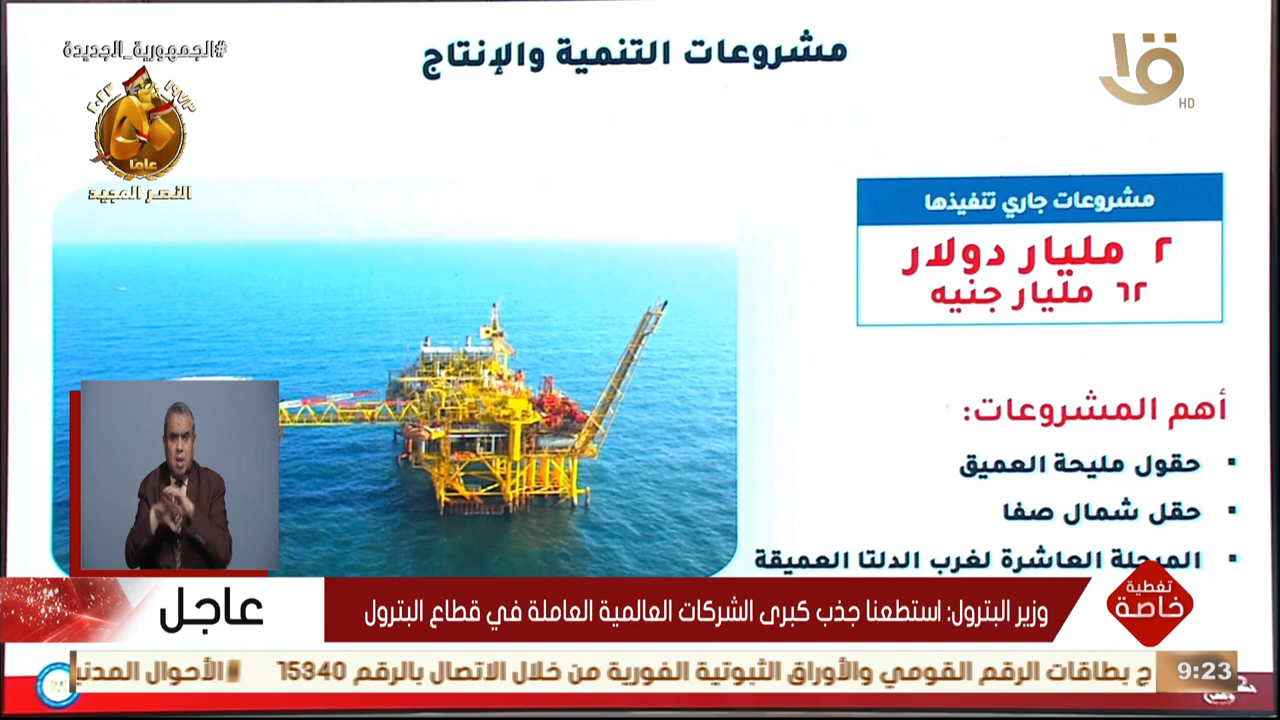 #الجمهورية_الجديدة
١٩٧٣ ٢٠٢٣
٥٠
عاما
النصر المجيد
مشروعات التنمية والإنتاج
HD
مشروعات جاري تنفيذها
٢ مليار دولار
٦٢ مليار جنيه
أهم المشروعات:
▪ حقول مليحة العميق
▪ حقل شمال صفا
▪ المرحلة العاشرة لغرب الدلتا العميقة
تغطية
خاصة
وزير البترول: استطعنا جذب كبرى الشركات العالمية العاملة في قطاع البترول
عاجل
9:23
ج بطاقات الرقم القومي والأوراق الثبوتية الفورية من خلال الاتصال بالرقم 15340
الأحوال المدني